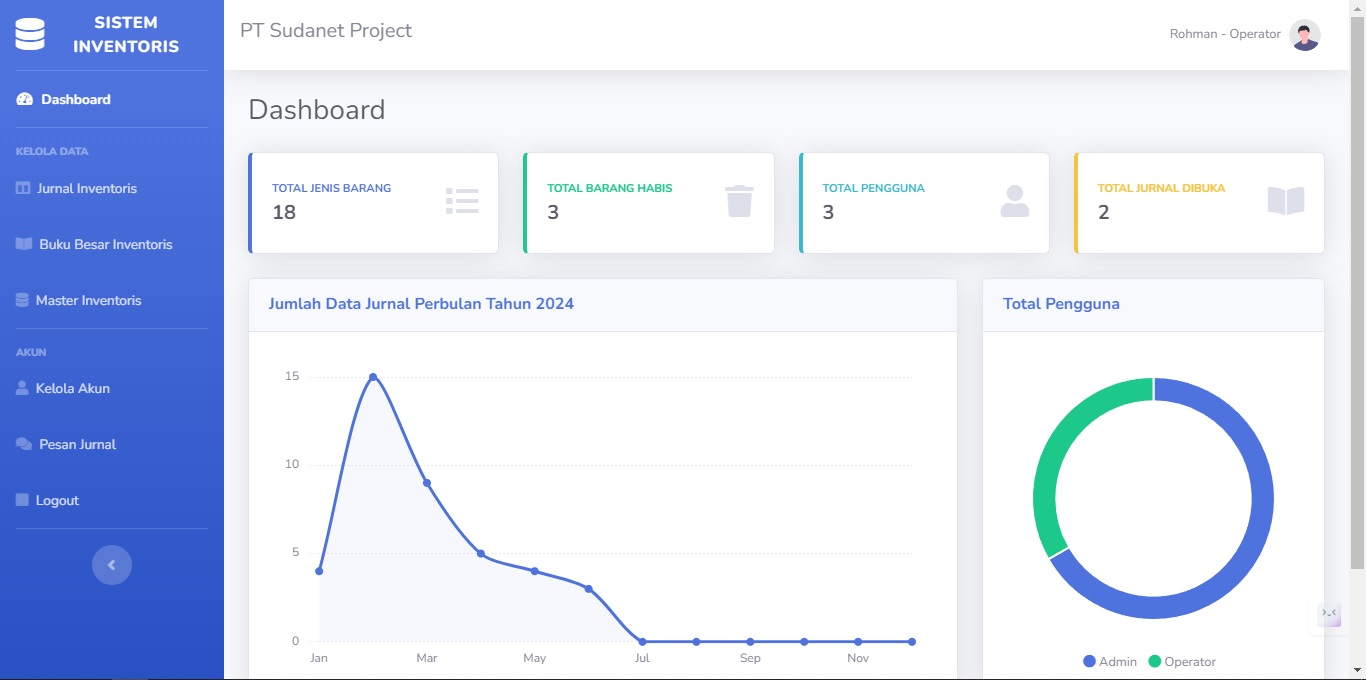 SISTEM
INVENTORIS
PT Sudanet Project
Rohman - Operator
Dashboard
KELOLA DATA
Jurnal Inventoris
Buku Besar Inventoris
Master Inventoris
AKUN
Kelola Akun
Pesan Jurnal
Logout
Dashboard
TOTAL JENIS BARANG
18
TOTAL BARANG HABIS
3
TOTAL PENGGUNA
3
TOTAL JURNAL DIBUKA
2
Jumlah Data Jurnal Perbulan Tahun 2024
15
10
5
0
Jan
Mar
May
Jul
Sep
Nov
Total Pengguna
Admin
Operator